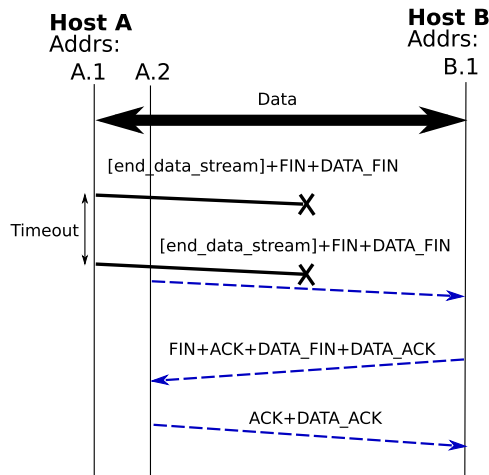 Host A
Addrs:
A.1 A.2
Host B
Addrs:
B.1
Data
[end_data_stream]+FIN+DATA_FIN
Timeout
[end_data_stream]+FIN+DATA_FIN
FIN+ACK+DATA_FIN+DATA_ACK
ACK+DATA_ACK